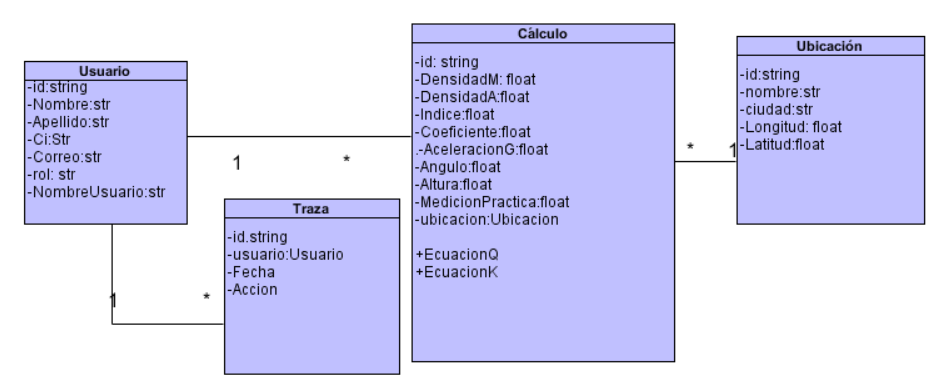 Usuario
-id:string
-Nombre:str
-Apellido:str
-Ci:Str
-Correo:str
-rol: str
-NombreUsuario:str
1
*
Traza
-id.string
-usuario:Usuario
-Fecha
-Accion
1
*
Càlculo
-id: string
-DensidadM: float
-DensidadA:float
-Indice:float
-Coeficiente:float
.-AceleracionG:float
-Angulo:float
-Altura:float
-MedicionPractica:float
-ubicacion:Ubicacion
+EcuacionQ
+EcuacionK
*
1
Ubicación
-id:string
-nombre:str
-ciudad:str
-Longitud: float
-Latitud:float